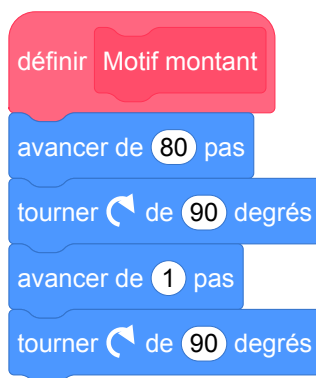 définir Motif montant
avancer de 80 pas
tourner de 90 degrés
avancer de 1 pas
tourner de 90 degrés